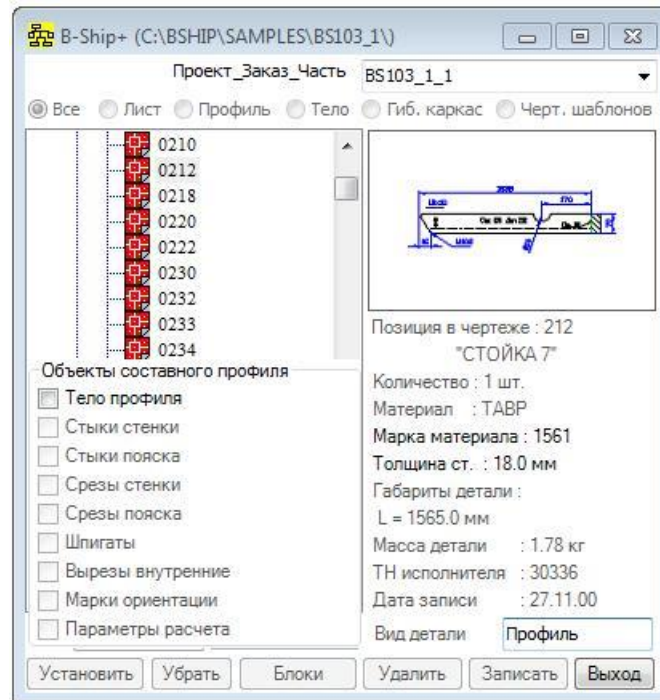 B-Ship+ (C:\BSHIP\SAMPLES\BS103_1\)
Проект_Заказ_Часть BS103_1_1
Все Лист Профиль Тело Гиб. каркас Черт. шаблонов
0210
0212
0218
0220
0222
0230
0232
0233
0234
Объекты составного профиля
Тело профиля
Стыки стенки
Стыки пояска
Срезы стенки
Срезы пояска
Шпигаты
Вырезы внутренние
Марки ориентации
Параметры расчета
Позиция в чертеже : 212
"СТОЙКА 7"
Количество : 1 шт.
Материал : ТАВР
Марка материала : 1561
Толщина ст. : 18.0 мм
Габариты детали :
L = 1565.0 мм
Масса детали : 1.78 кг
ТН исполнителя : 30336
Дата записи : 27.11.00
Вид детали Профиль
Установить Убрать Блоки Удалить Записать Выход